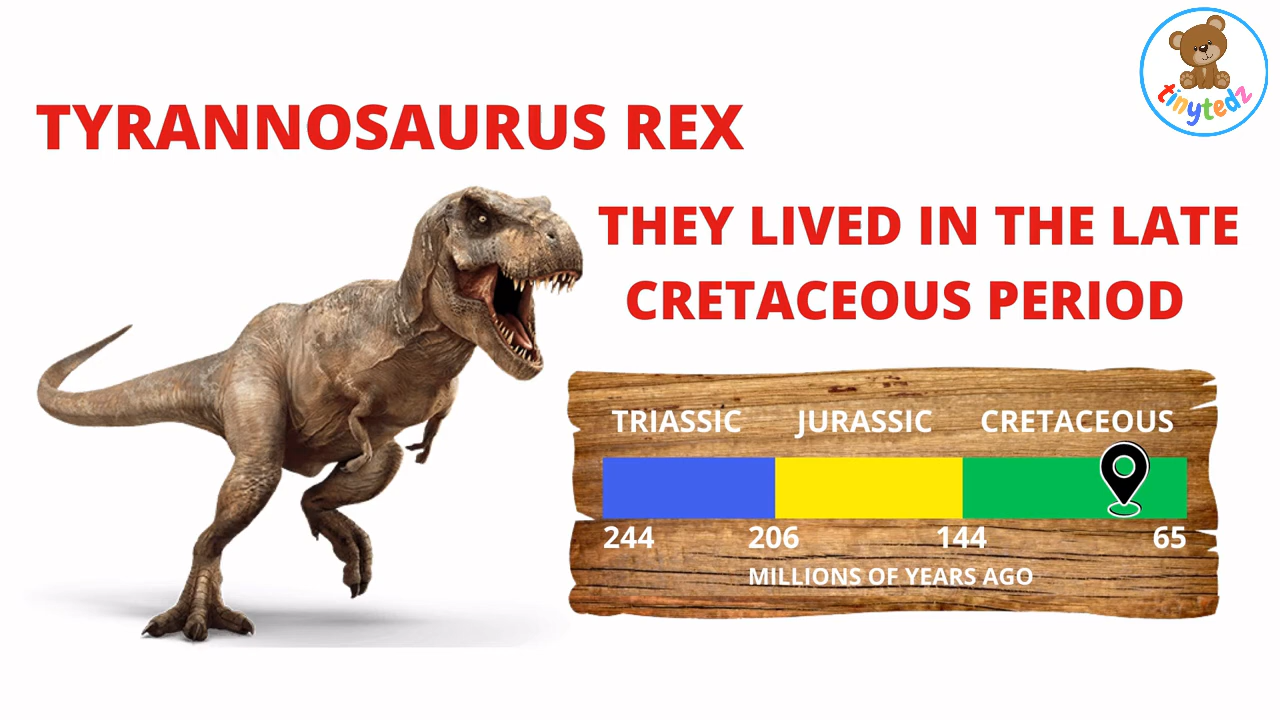 tinytedz
TYRANNOSAURUS REX
THEY LIVED IN THE LATE
CRETACEOUS PERIOD
TRIASSIC JURASSIC CRETACEOUS
244 206 144 65
MILLIONS OF YEARS AGO